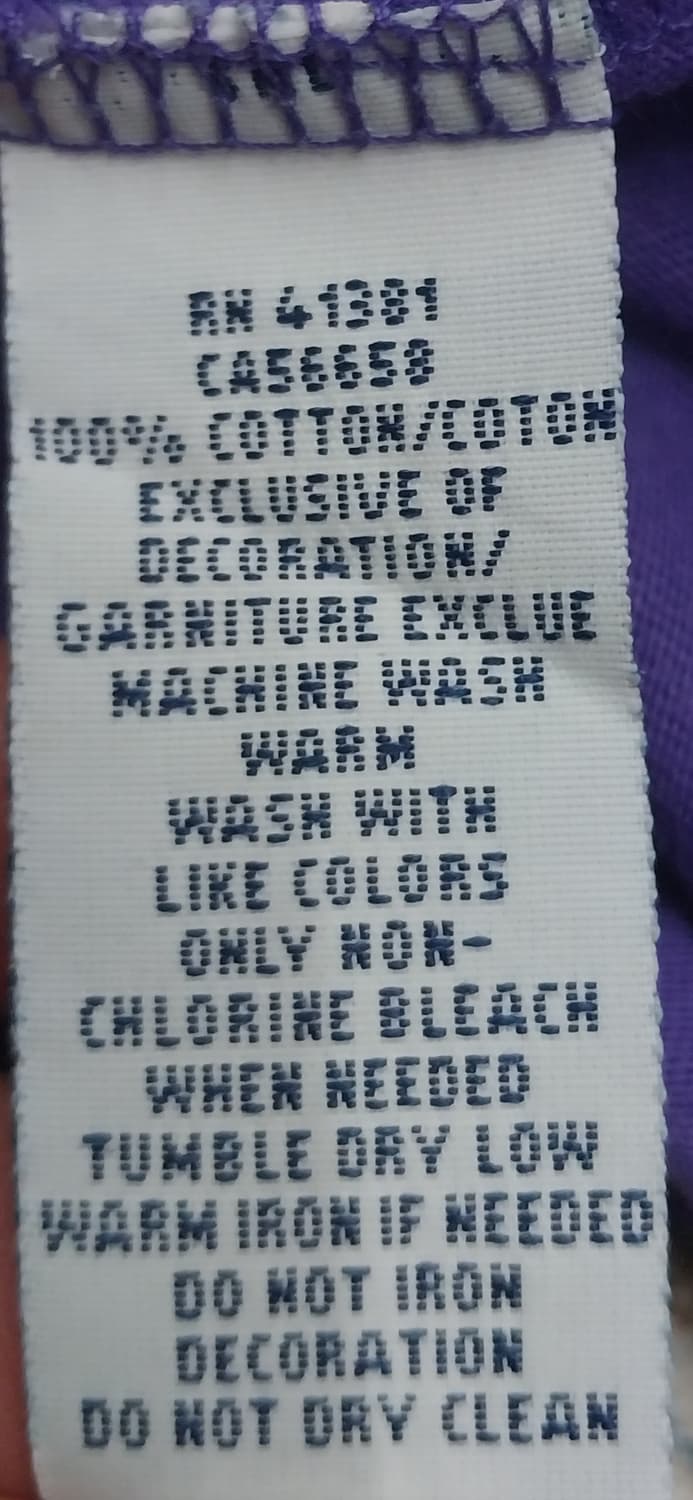 RN 41381
CA56650
100% COTTON/COTON
EXCLUSIVE OF
DECORATION/
GARNITURE EXCLUE
MACHINE WASH
WARM
WASH WITH
LIKE COLORS
ONLY NON-
CHLORINE BLEACH
WHEN NEEDED
TUMBLE DRY LOW
WARM IRON IF NEEDED
DO NOT IRON
DECORATION
DO NOT DRY CLEAN